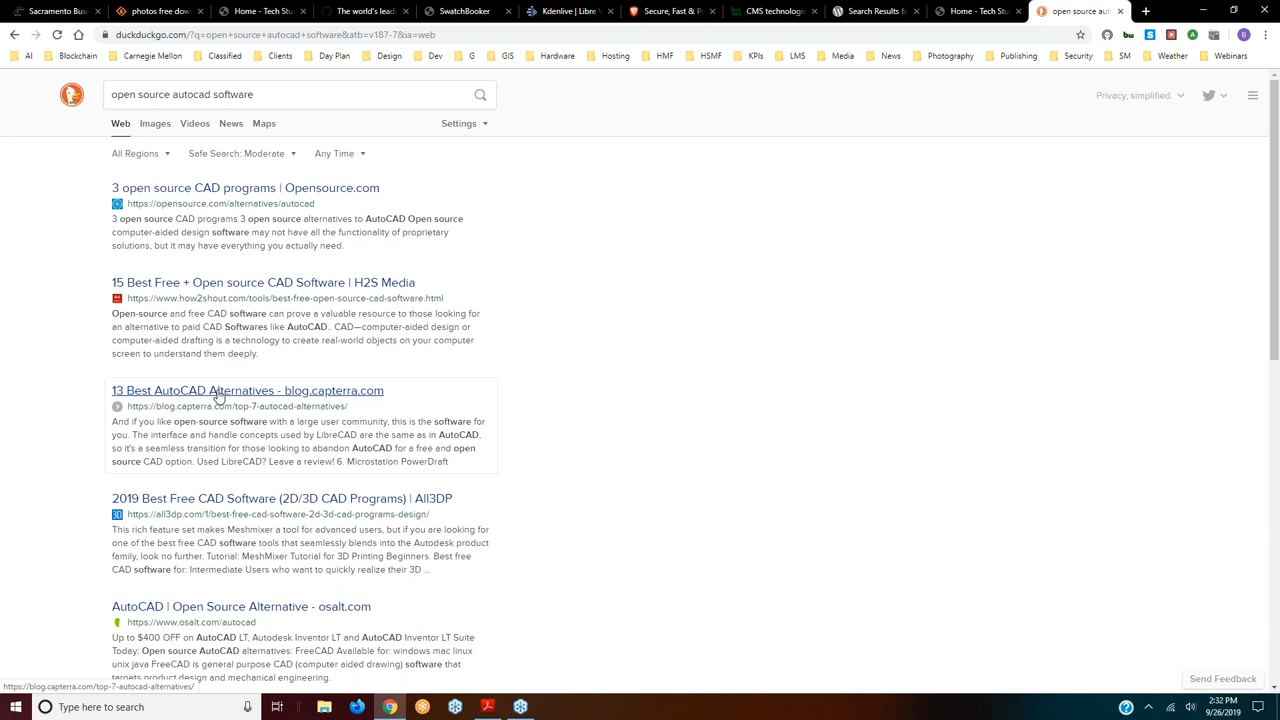 Sacramento Busi
photos free dow
Home - Tech Stu
The world's leadi
SwatchBooker
Kdenlive | Libre V
Secure, Fast & Pri
CMS technologie
Search Results fo
Home - Tech Stu
open source auto
duckduckgo.com/?q=open+source+autocad+software&atb=v187-7&ia=web
AI
Blockchain
Carnegie Mellon
Classified
Clients
Day Plan
Design
Dev
G
GIS
Hardware
Hosting
HMF
HSMF
KPIs
LMS
Media
News
Photography
Publishing
Security
SM
Weather
Webinars
open source autocad software
Privacy, simplified.
Web Images Videos News Maps Settings
All Regions Safe Search: Moderate Any Time
3 open source CAD programs | Opensource.com
https://opensource.com/alternatives/autocad
3 open source CAD programs 3 open source alternatives to AutoCAD Open source
computer-aided design software may not have all the functionality of proprietary
solutions, but it may have everything you actually need.
15 Best Free + Open source CAD Software | H2S Media
https://www.how2shout.com/tools/best-free-open-source-cad-software.html
Open-source and free CAD software can prove a valuable resource to those looking for
an alternative to paid CAD Softwares like AutoCAD.. CAD—computer-aided design or
computer-aided drafting is a technology to create real-world objects on your computer
screen to understand them deeply.
13 Best AutoCAD Alternatives - blog.capterra.com
https://blog.capterra.com/top-7-autocad-alternatives/
And if you like open-source software with a large user community, this is the software for
you. The interface and handle concepts used by LibreCAD are the same as in AutoCAD,
so it's a seamless transition for those looking to abandon AutoCAD for a free and open
source CAD option. Used LibreCAD? Leave a review! 6. Microstation PowerDraft
2019 Best Free CAD Software (2D/3D CAD Programs) | All3DP
https://all3dp.com/1/best-free-cad-software-2d-3d-cad-programs-design/
This rich feature set makes Meshmixer a tool for advanced users, but if you are looking for
one of the best free CAD software tools that seamlessly blends into the Autodesk product
family, look no further. Tutorial: MeshMixer Tutorial for 3D Printing Beginners. Best free
CAD software for: Intermediate Users who want to quickly realize their 3D ...
AutoCAD | Open Source Alternative - osalt.com
https://www.osalt.com/autocad
Up to $400 OFF on AutoCAD LT, Autodesk Inventor LT and AutoCAD Inventor LT Suite
Today: Open source AutoCAD alternatives: FreeCAD Available for: windows mac linux
unix java FreeCAD is general purpose CAD (computer aided drawing) software that
targets product design and mechanical engineering.
Send Feedback
https://blog.capterra.com/top-7-autocad-alternatives/
Type here to search
2:32 PM
9/26/2019